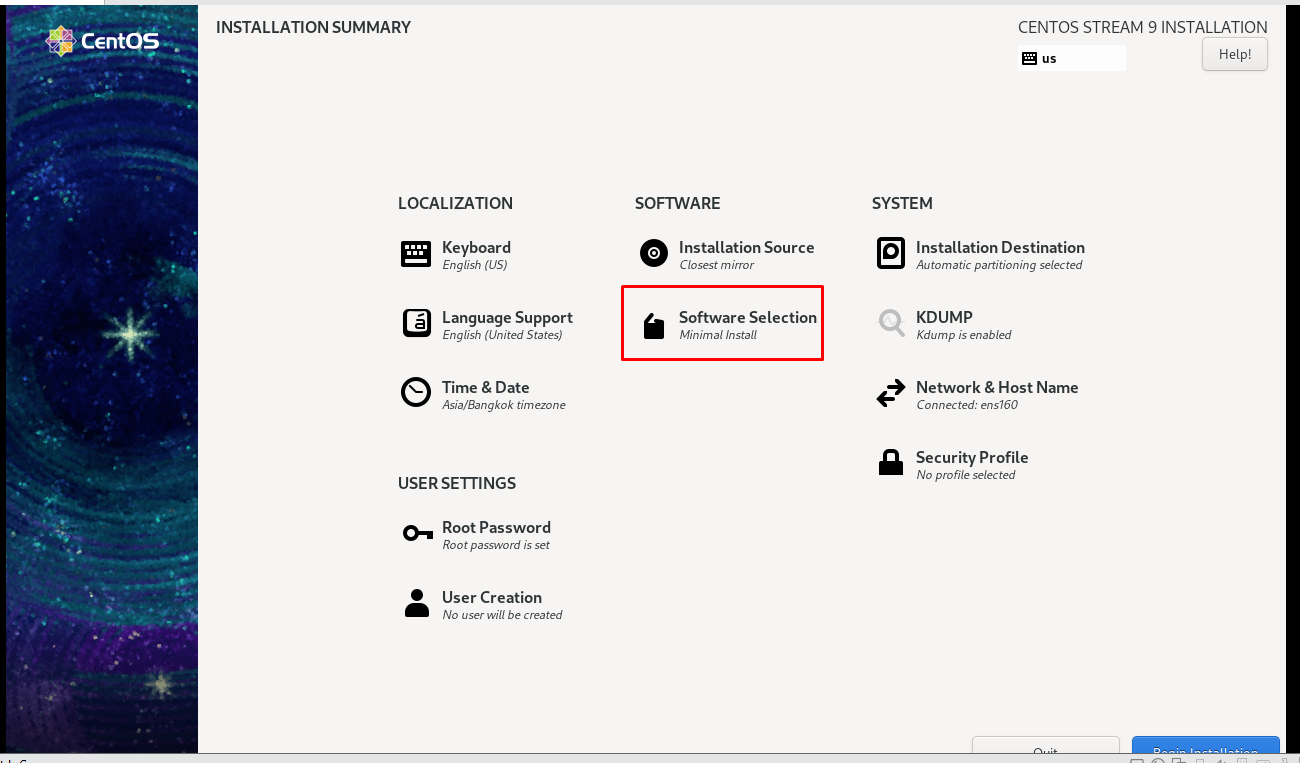 CentOS
INSTALLATION SUMMARY
CENTOS STREAM 9 INSTALLATION
us
Help!
LOCALIZATION
Keyboard
English (US)
Language Support
English (United States)
Time & Date
Asia/Bangkok timezone
USER SETTINGS
Root Password
Root password is set
User Creation
No user will be created
SOFTWARE
Installation Source
Closest mirror
Software Selection
Minimal Install
SYSTEM
Installation Destination
Automatic partitioning selected
KDUMP
Kdump is enabled
Network & Host Name
Connected: ens160
Security Profile
No profile selected
Quit
Begin Installation